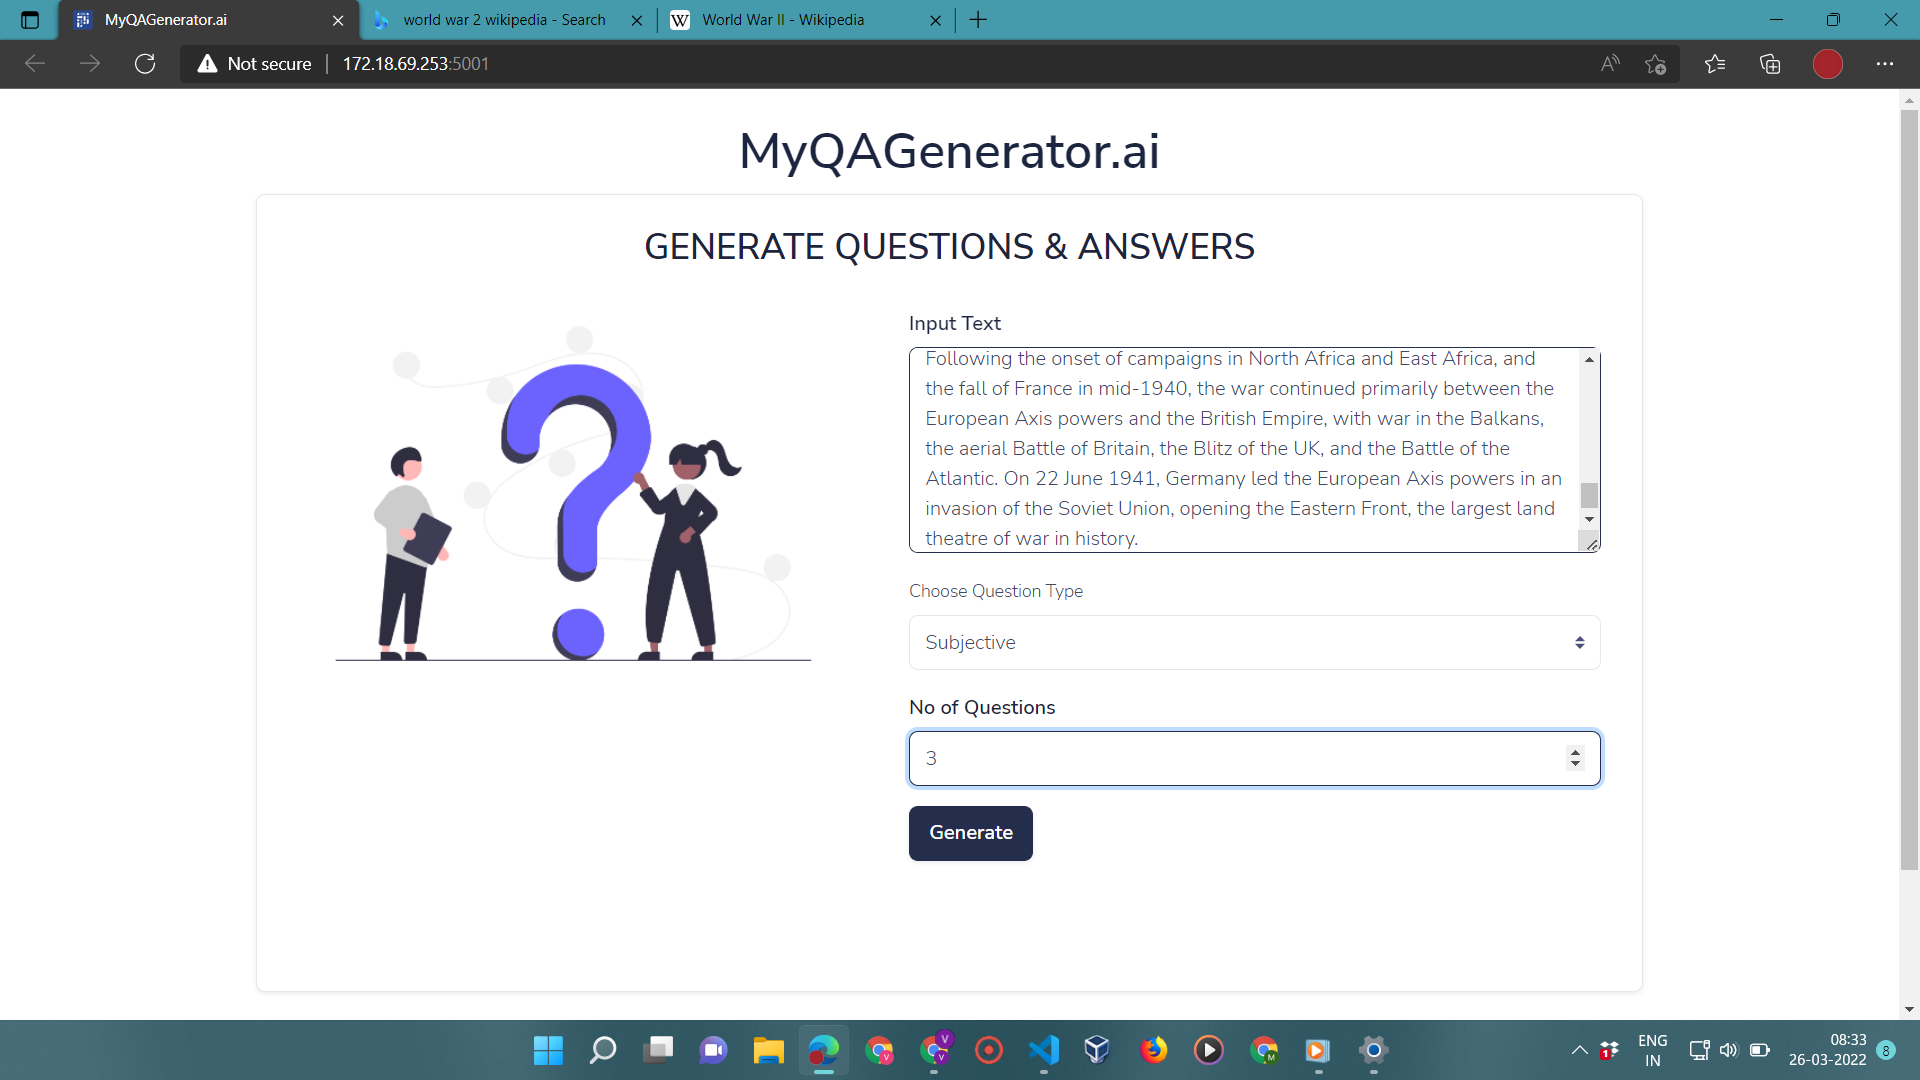 MyQAGenerator.ai
world war 2 wikipedia - Search
W World War II - Wikipedia
Not secure
172.18.69.253:5001
MyQAGenerator.ai
GENERATE QUESTIONS & ANSWERS
Input Text
Following the onset of campaigns in North Africa and East Africa, and
the fall of France in mid-1940, the war continued primarily between the
European Axis powers and the British Empire, with war in the Balkans,
the aerial Battle of Britain, the Blitz of the UK, and the Battle of the
Atlantic. On 22 June 1941, Germany led the European Axis powers in an
invasion of the Soviet Union, opening the Eastern Front, the largest land
theatre of war in history.
Choose Question Type
Subjective
No of Questions
3
Generate
V
V
V
M
1
ENG
IN
08:33
26-03-2022
8